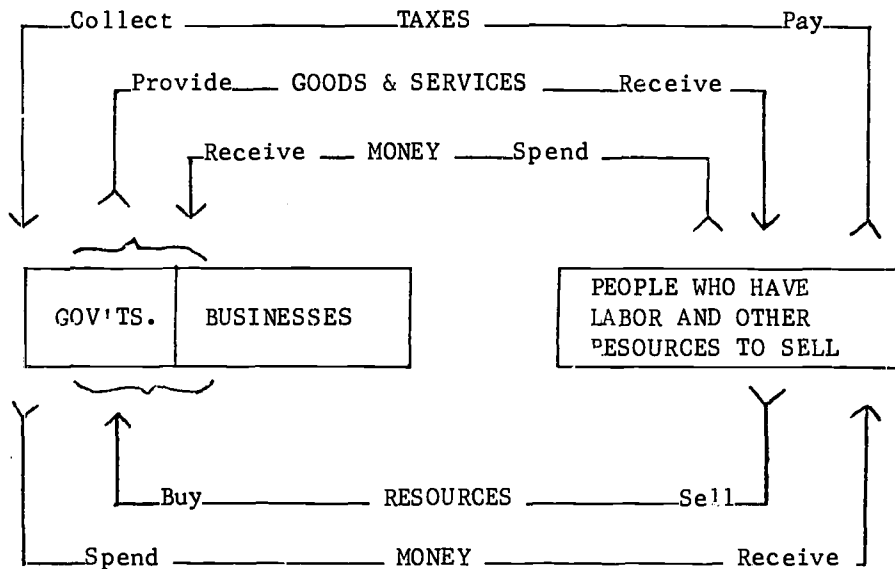 Collect TAXES Pay
Provide GOODS & SERVICES Receive
Receive MONEY Spend
GOV'TS. BUSINESSES
PEOPLE WHO HAVE
LABOR AND OTHER
RESOURCES TO SELL
Buy RESOURCES Sell
Spend MONEY Receive